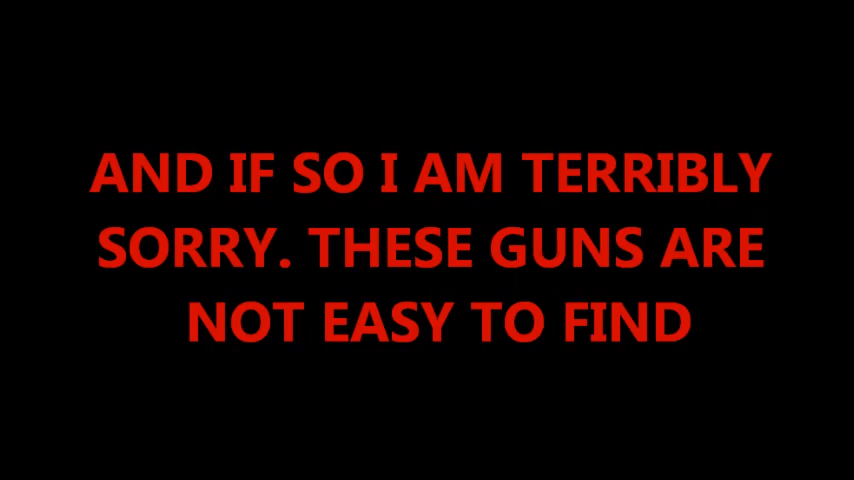 AND IF SO I AM TERRIBLY
SORRY. THESE GUNS ARE
NOT EASY TO FIND